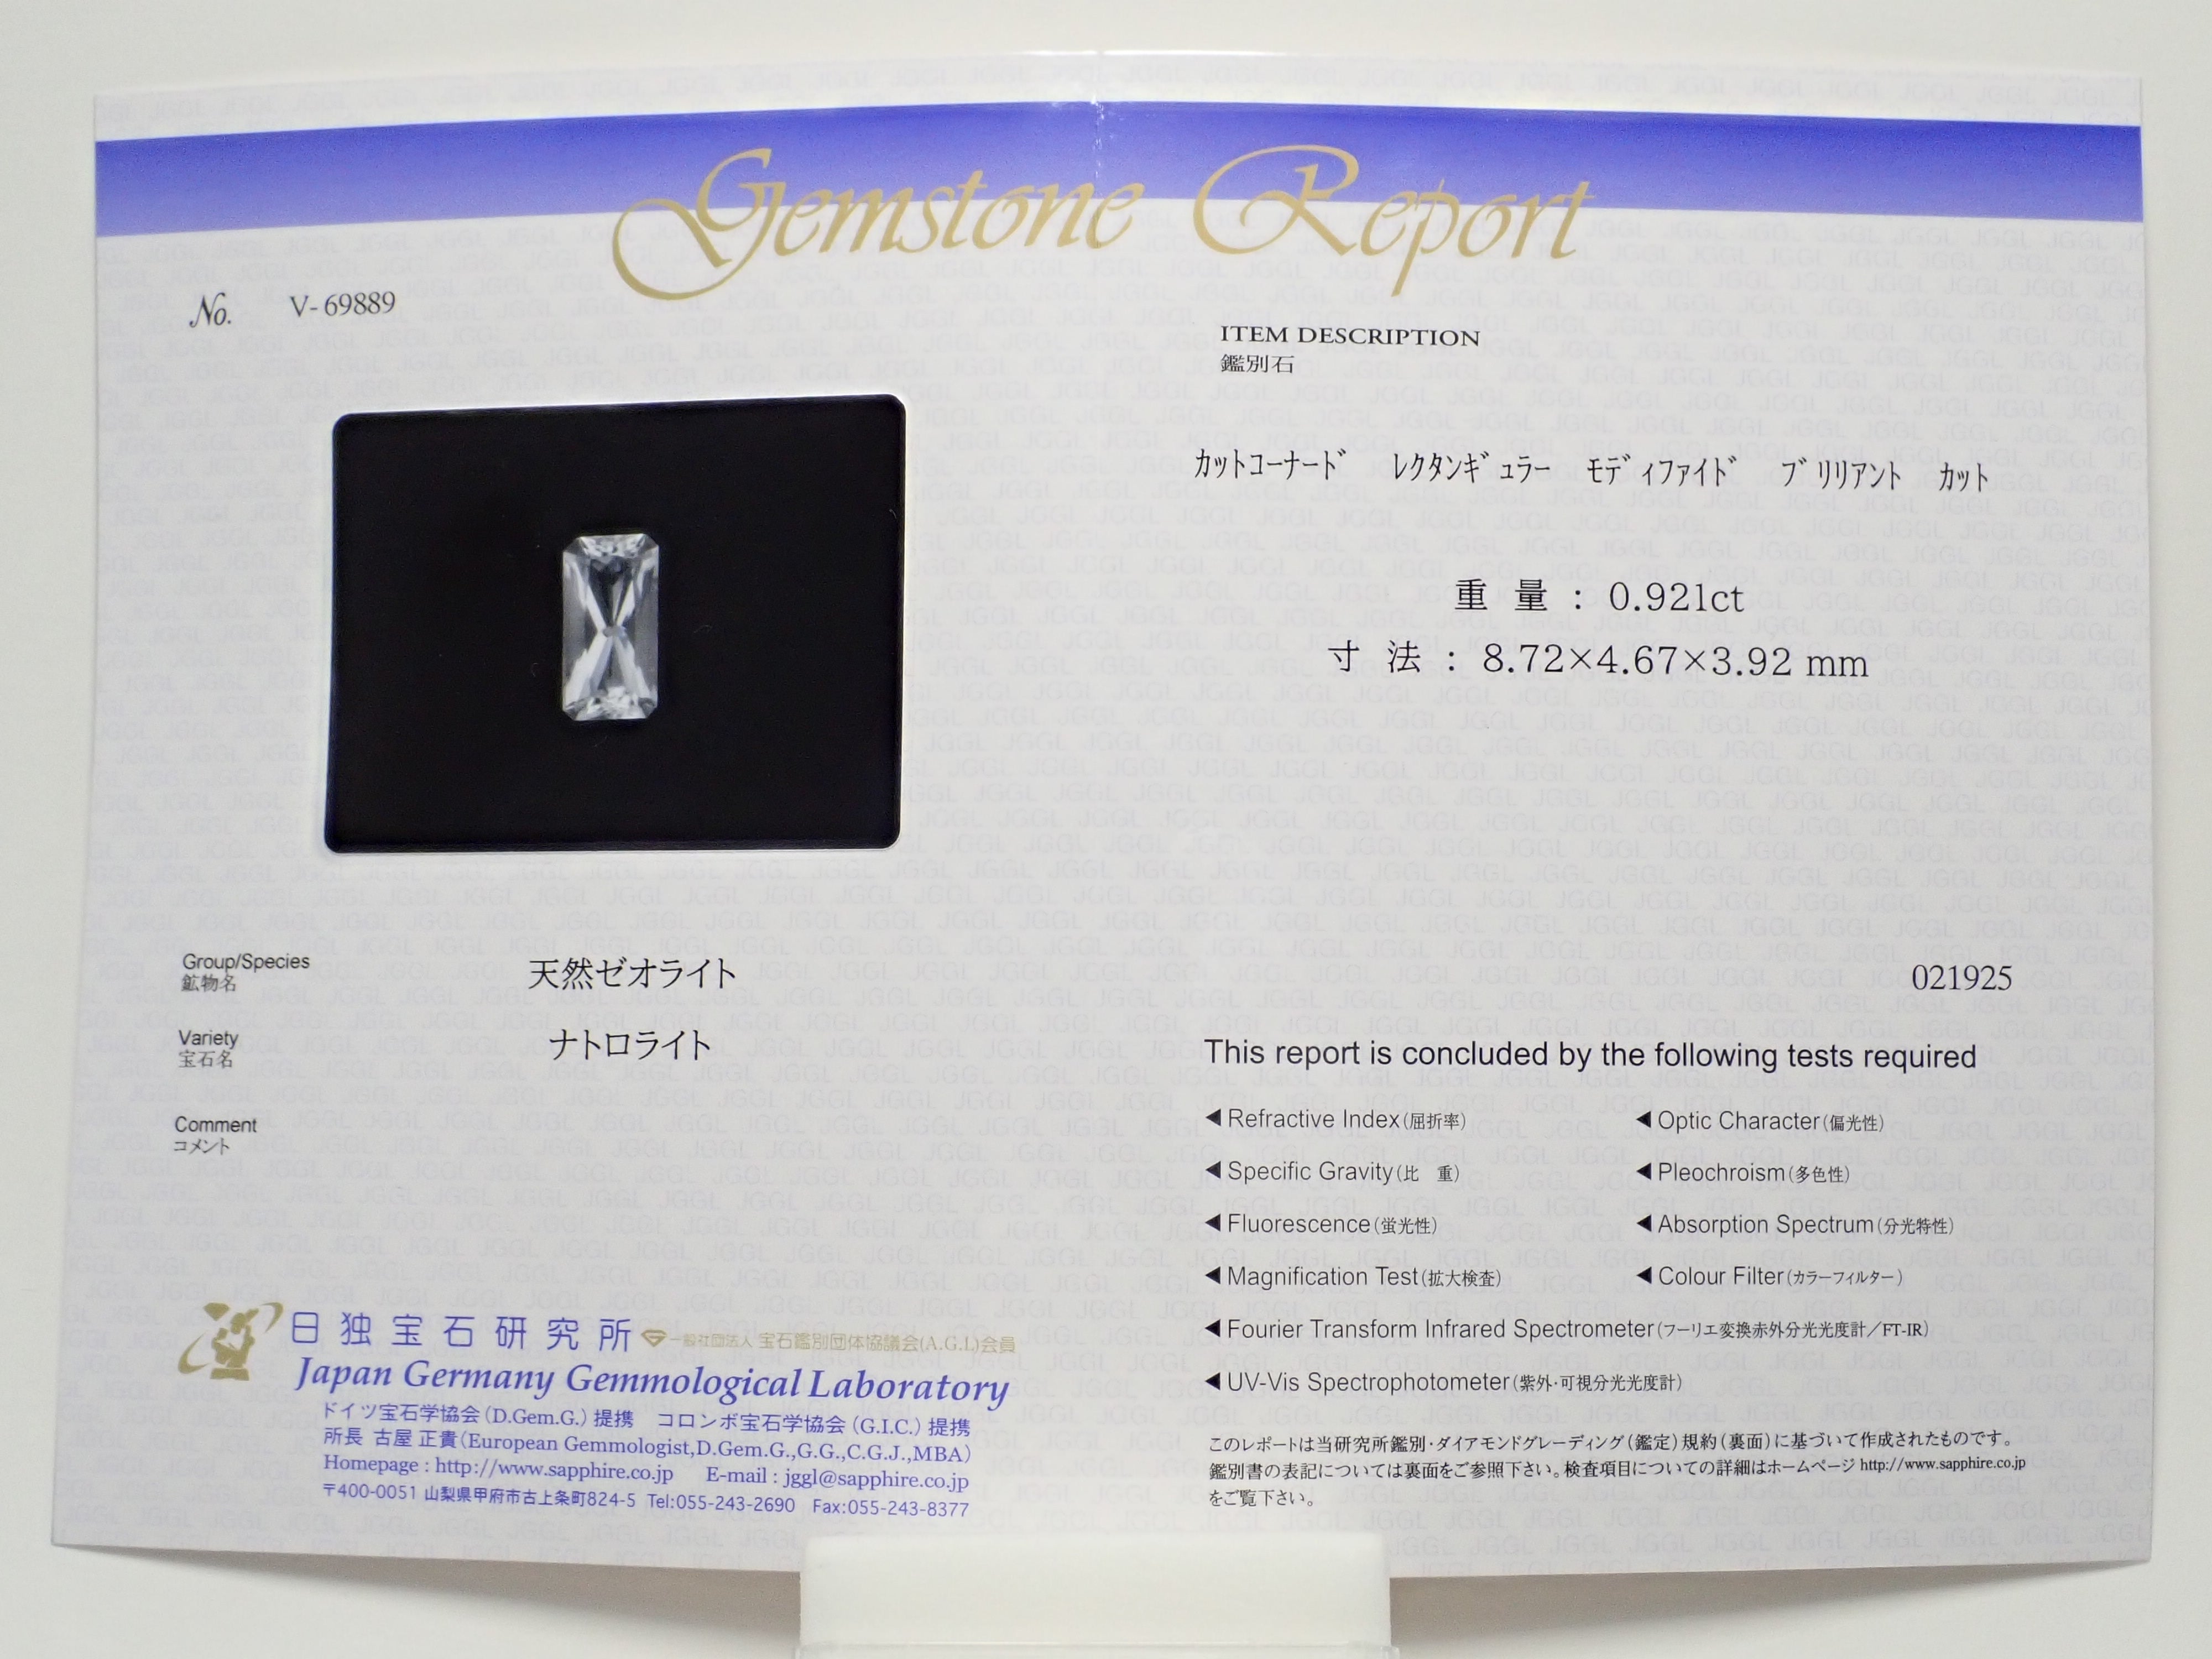 Gemstone Report
No. V-69889
ITEM DESCRIPTION
鑑別石
カットコーナード レクタンギュラー モディファイド ブリリアント カット
重 量 : 0.921ct
寸 法 : 8.72×4.67×3.92 mm
Group/Species
鉱物名
天然ゼオライト
021925
Variety
宝石名
ナトロライト
Comment
コメント
This report is concluded by the following tests required
◀Refractive Index(屈折率)
◀Optic Character(偏光性)
◀Specific Gravity(比 重)
◀Pleochroism(多色性)
◀Fluorescence(蛍光性)
◀Absorption Spectrum(分光特性)
◀Magnification Test(拡大検査)
◀Colour Filter(カラーフィルター)
◀Fourier Transform Infrared Spectrometer(フーリエ変換赤外分光光度計/FT-IR)
◀UV-Vis Spectrophotometer(紫外·可視分光光度計)
日独宝石研究所 一般社団法人 宝石鑑別団体協議会(A.G.L)会員
Japan Germany Gemmological Laboratory
ドイツ宝石学協会(D.Gem.G.)提携 コロンボ宝石学協会(G.I.C.)提携
所長 古屋 正貴(European Gemmologist,D.Gem.G.,G.G.,C.G.J.,MBA)
Homepage : http://www.sapphire.co.jp E-mail : jggl@sapphire.co.jp
〒400-0051 山梨県甲府市古上条町824-5 Tel:055-243-2690 Fax:055-243-8377
このレポートは当研究所鑑別·ダイアモンドグレーディング(鑑定)規約(裏面)に基づいて作成されたものです。
鑑別書の表記については裏面をご参照下さい。検査項目についての詳細はホームページ http://www.sapphire.co.jp
をご覧下さい。